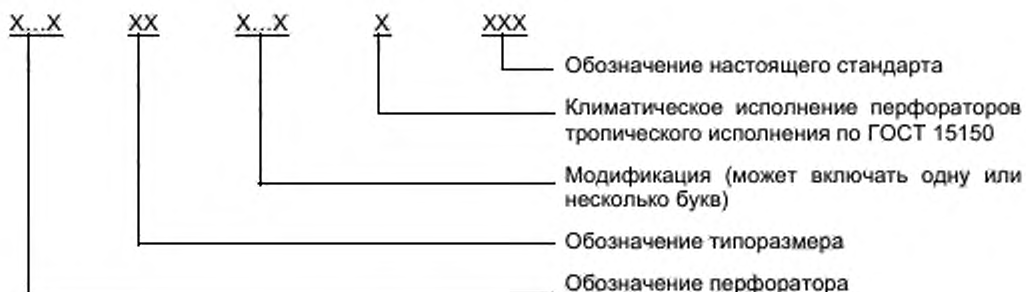 X...X XX X...X X XXX
Обозначение настоящего стандарта
Климатическое исполнение перфораторов
тропического исполнения по ГОСТ 15150
Модификация (может включать одну или
несколько букв)
Обозначение типоразмера
Обозначение перфоратора